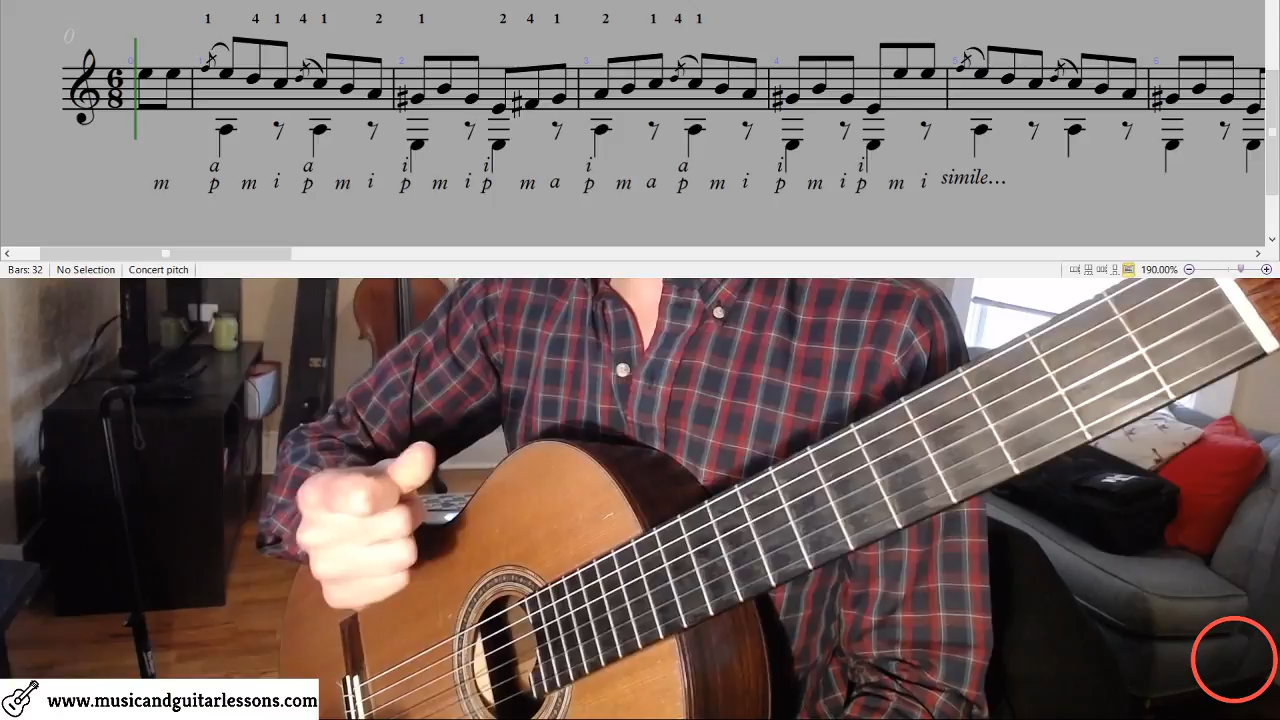 1 4 1 4 1 2 1 2 4 1 2 1 4 1
0
0 1 2 3 4 5 6
6
8
a a i i i a i i
m p m i p m i p m i p m a p m a p m i p m i p m i simile...
Bars: 32 No Selection Concert pitch 190.00%
www.musicandguitarlessons.com